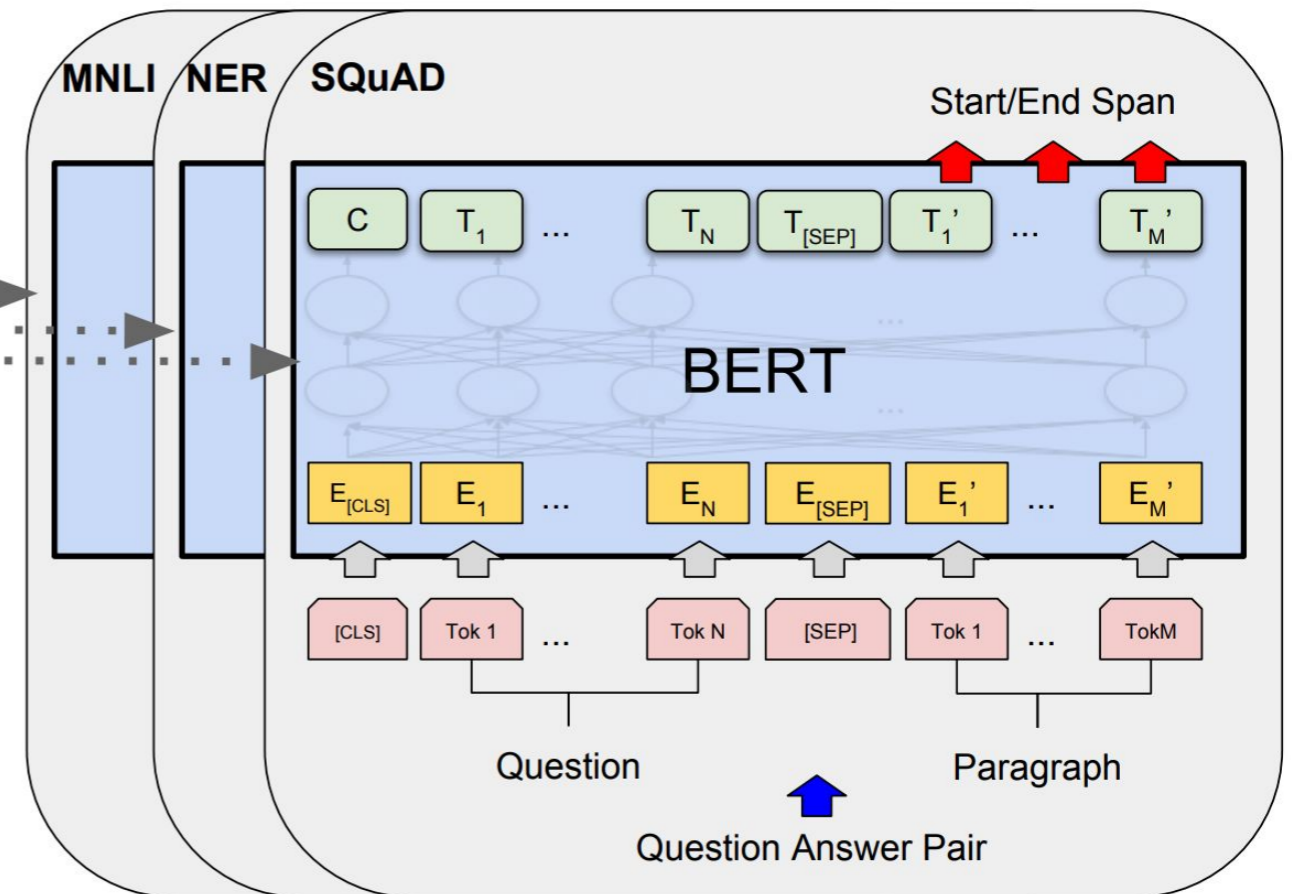 MNLI NER SQuAD
Start/End Span
C T1 ... TN T[SEP] T1’ ... TM’
...
BERT
...
E[CLS] E1 ... EN E[SEP] E1’ ... EM’
[CLS] Tok 1 ... Tok N [SEP] Tok 1 ... TokM
Question Paragraph
Question Answer Pair